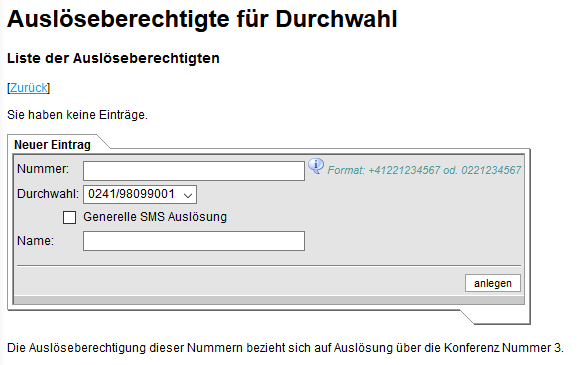 Auslöseberechtigte für Durchwahl
Liste der Auslöseberechtigten
[Zurück]
Sie haben keine Einträge.
Neuer Eintrag
Nummer: Format: +41221234567 od. 0221234567
Durchwahl: 0241/98099001
Generelle SMS Auslösung
Name:
anlegen
Die Auslöseberechtigung dieser Nummern bezieht sich auf Auslösung über die Konferenz Nummer 3.